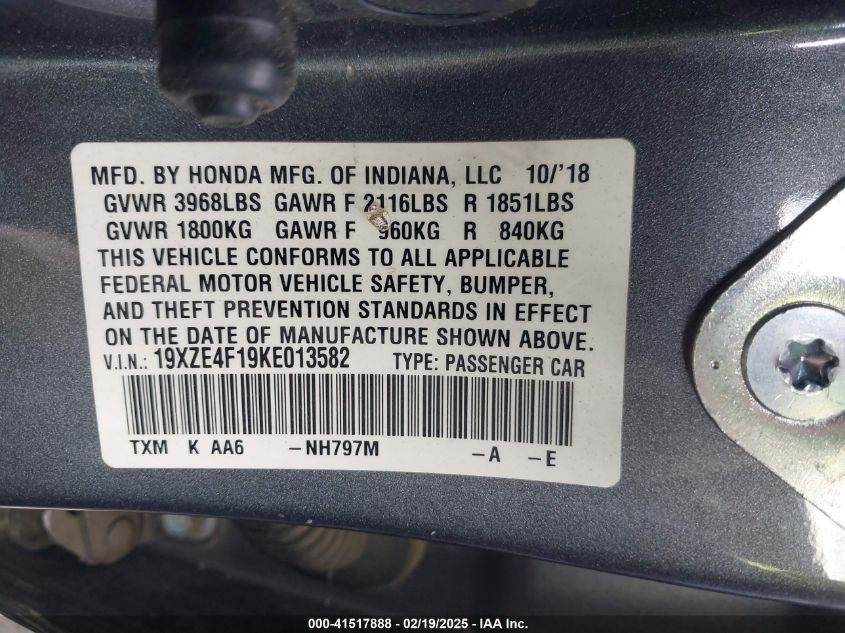 MFD. BY HONDA MFG. OF INDIANA, LLC 10/'18
GVWR 3968LBS GAWR F 2116LBS R 1851LBS
GVWR 1800KG GAWR F 960KG R 840KG
THIS VEHICLE CONFORMS TO ALL APPLICABLE
FEDERAL MOTOR VEHICLE SAFETY, BUMPER,
AND THEFT PREVENTION STANDARDS IN EFFECT
ON THE DATE OF MANUFACTURE SHOWN ABOVE.
V.I.N.: 19XZE4F19KE013582 TYPE: PASSENGER CAR
TXM K AA6 -NH797M -A -E
000-41517888 - 02/19/2025 - IAA Inc.